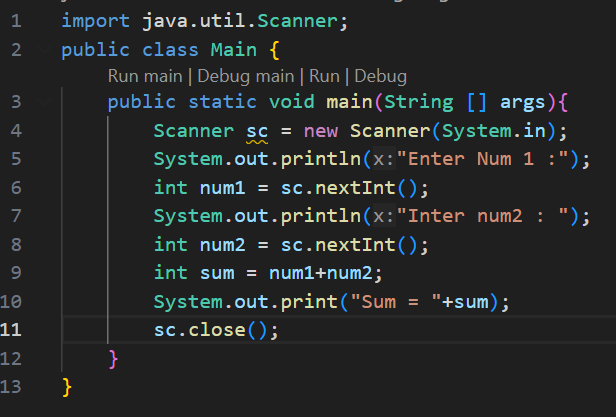 1 import java.util.Scanner;
2 public class Main {
Run main | Debug main | Run | Debug
3 public static void main(String [] args){
4 Scanner sc = new Scanner(System.in);
5 System.out.println(x:"Enter Num 1 :");
6 int num1 = sc.nextInt();
7 System.out.println(x:"Inter num2 : ");
8 int num2 = sc.nextInt();
9 int sum = num1+num2;
10 System.out.print("Sum = "+sum);
11 sc.close();
12 }
13 }